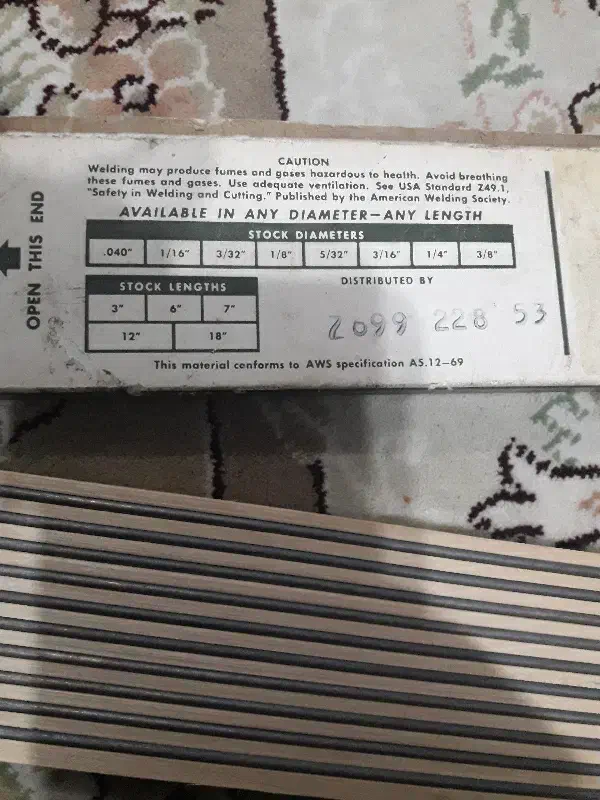 CAUTION
Welding may produce fumes and gases hazardous to health. Avoid breathing
these fumes and gases. Use adequate ventilation. See USA Standard Z49.1,
"Safety in Welding and Cutting." Published by the American Welding Society.
AVAILABLE IN ANY DIAMETER—ANY LENGTH
STOCK DIAMETERS
.040" 1/16" 3/32" 1/8" 5/32" 3/16" 1/4" 3/8"
STOCK LENGTHS
3" 6" 7"
12" 18"
DISTRIBUTED BY
2099 228 53
This material conforms to AWS specification A5.12—69
OPEN THIS END